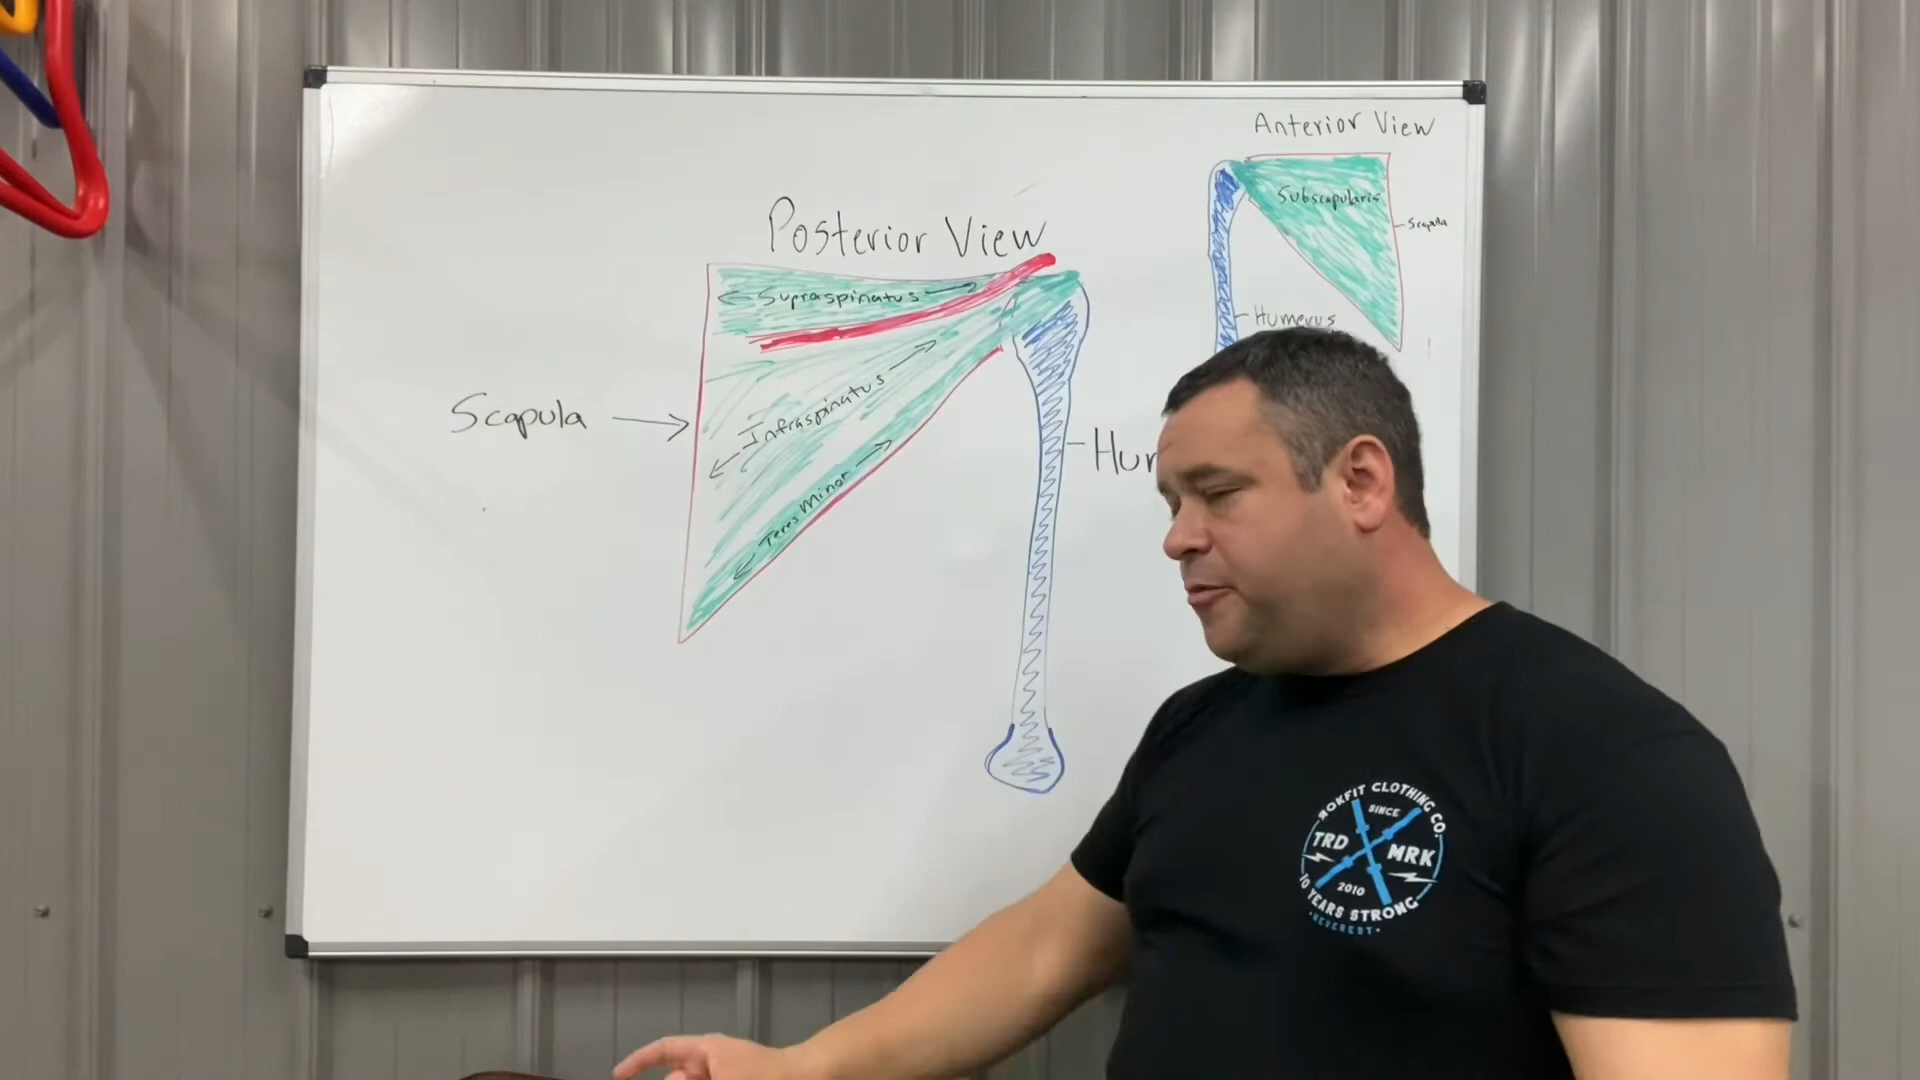 Anterior View
Subscapularis
Scapula
Humerus
Posterior View
Supraspinatus
Infraspinatus
Teres Minor
Scapula
Hu
ROKFIT CLOTHING CO.
SINCE
TRD MRK
2010
10 YEARS STRONG
•REVEREST•